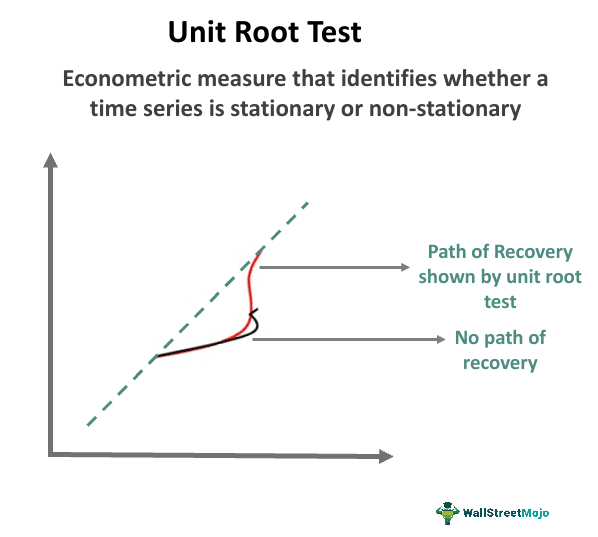 Unit Root Test
Econometric measure that identifies whether a
time series is stationary or non-stationary
Path of Recovery
shown by unit root
test
No path of
recovery
WallStreetMojo